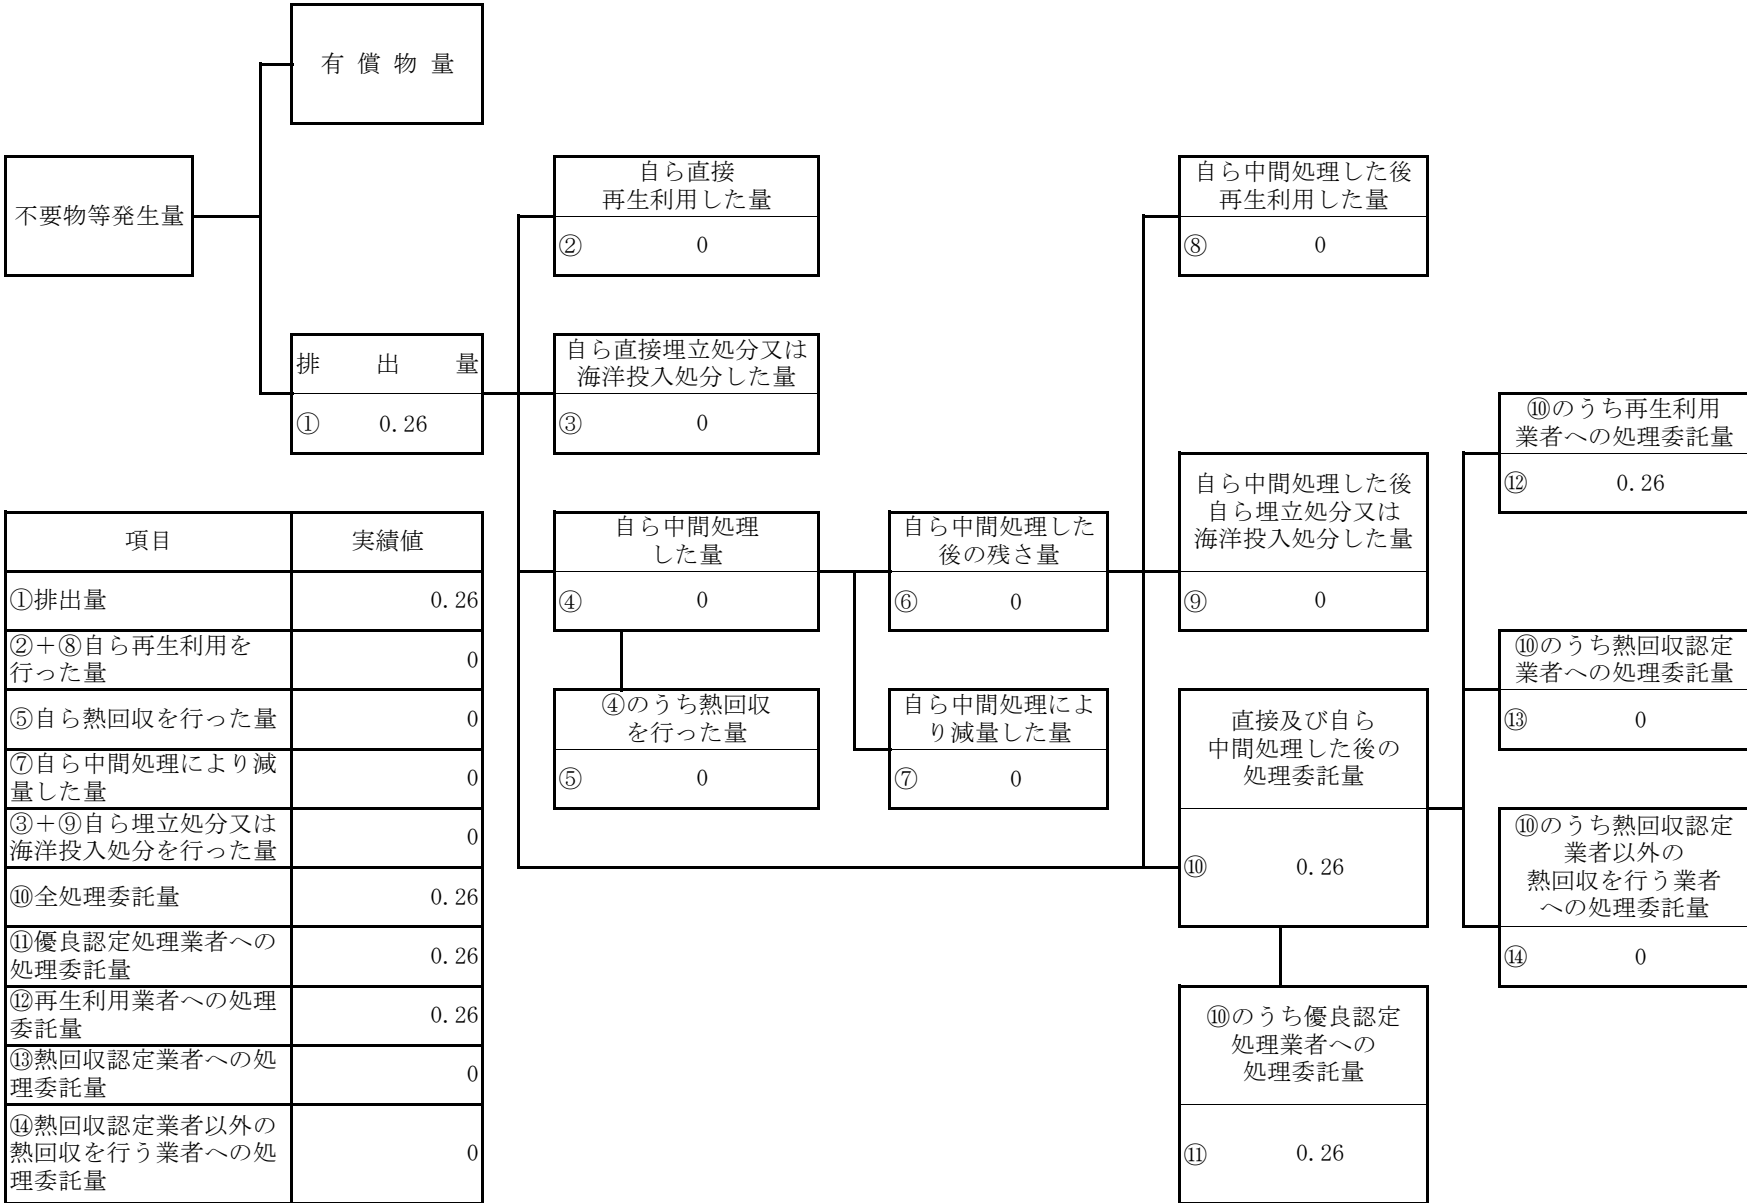 有償物量
不要物等発生量
自ら直接
再生利用した量
② 0
自ら中間処理した後
再生利用した量
⑧ 0
排出量
① 0.26
自ら直接埋立処分又は
海洋投入処分した量
③ 0
⑩のうち再生利用
業者への処理委託量
⑫ 0.26
自ら中間処理した後
自ら埋立処分又は
海洋投入処分した量
⑨ 0
自ら中間処理
した量
④ 0
自ら中間処理した
後の残さ量
⑥ 0
④のうち熱回収
を行った量
⑤ 0
自ら中間処理によ
り減量した量
⑦ 0
直接及び自ら
中間処理した後の
処理委託量
⑩ 0.26
⑩のうち熱回収認定
業者への処理委託量
⑬ 0
⑩のうち熱回収認定
業者以外の
熱回収を行う業者
への処理委託量
⑭ 0
⑩のうち優良認定
処理業者への
処理委託量
⑪ 0.26
項目 実績値
①排出量 0.26
②＋⑧自ら再生利用を
行った量 0
⑤自ら熱回収を行った量 0
⑦自ら中間処理により減
量した量 0
③＋⑨自ら埋立処分又は
海洋投入処分を行った量 0
⑩全処理委託量 0.26
⑪優良認定処理業者への
処理委託量 0.26
⑫再生利用業者への処理
委託量 0.26
⑬熱回収認定業者への処
理委託量 0
⑭熱回収認定業者以外の
熱回収を行う業者への処
理委託量 0